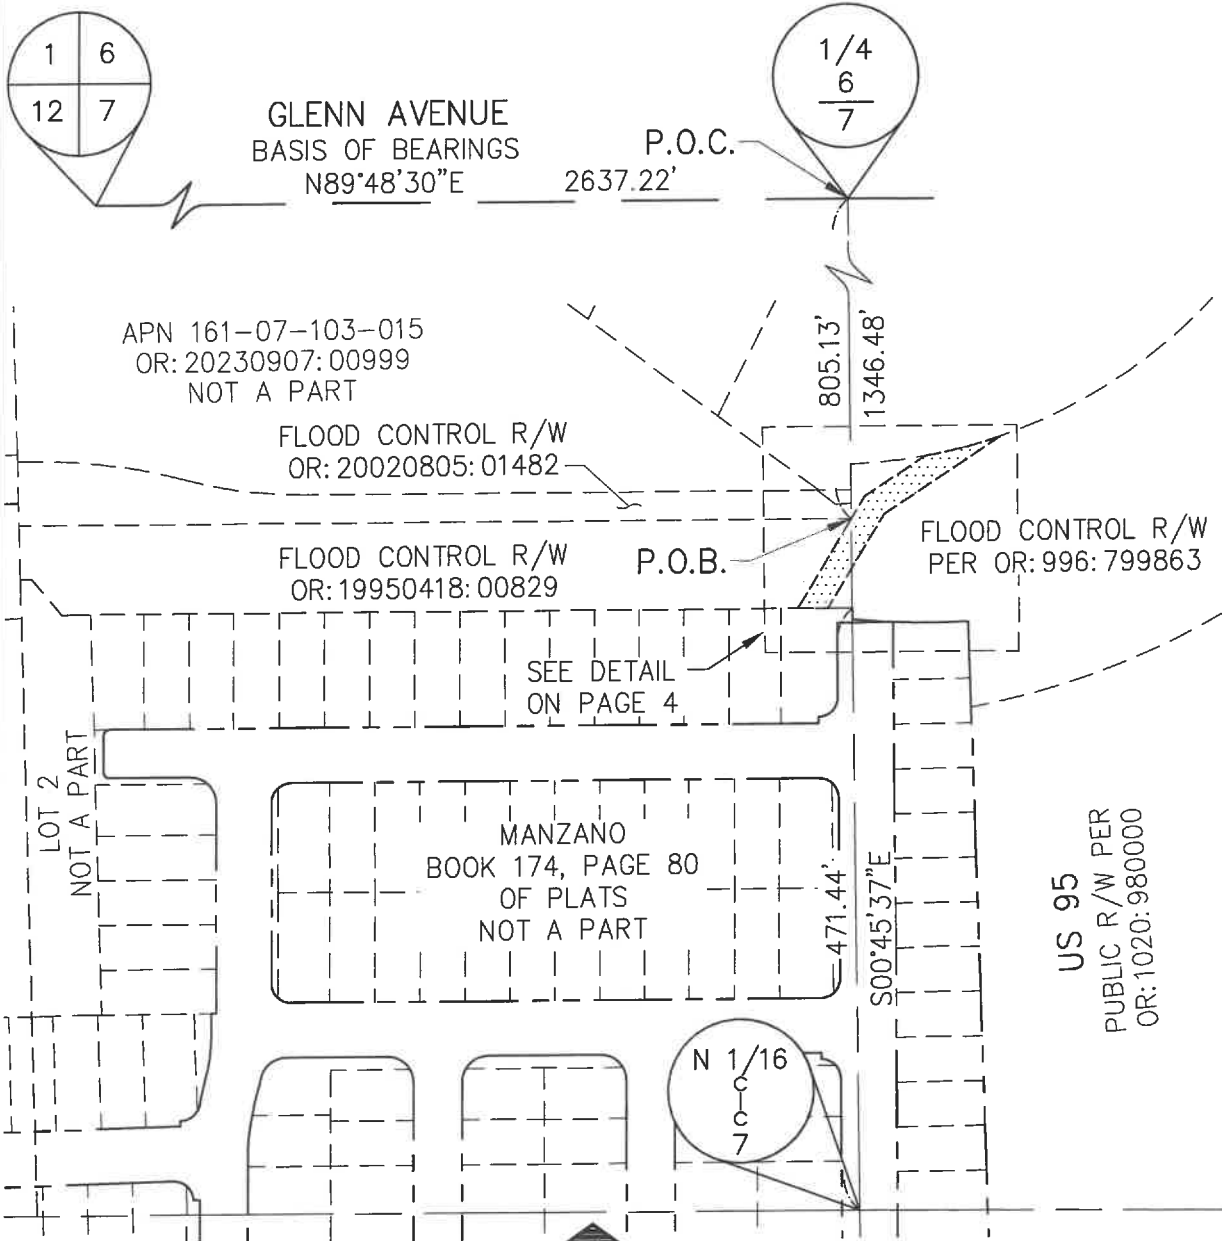 1 6
12 7
1/4
6
7
GLENN AVENUE
BASIS OF BEARINGS
N89°48'30"E 2637.22'
P.O.C.
805.13'
1346.48'
APN 161-07-103-015
OR: 20230907: 00999
NOT A PART
FLOOD CONTROL R/W
OR: 20020805: 01482
FLOOD CONTROL R/W
OR: 19950418: 00829
P.O.B.
FLOOD CONTROL R/W
PER OR: 996: 799863
SEE DETAIL
ON PAGE 4
LOT 2
NOT A PART
MANZANO
BOOK 174, PAGE 80
OF PLATS
NOT A PART
471.44'
S00°45'37"E
US 95
PUBLIC R/W PER
OR: 1020: 980000
N 1/16
C
C
7